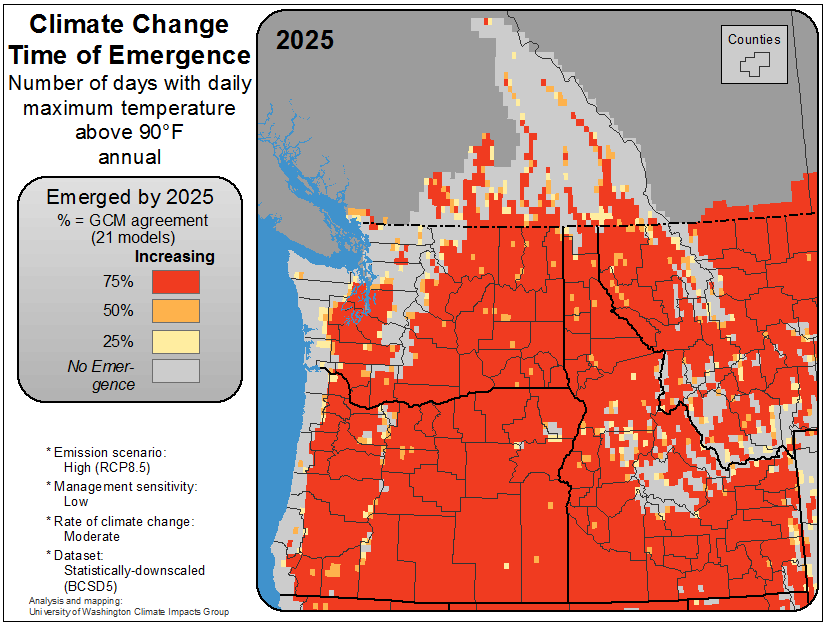 Climate Change
Time of Emergence
Number of days with daily
maximum temperature
above 90°F
annual
Emerged by 2025
% = GCM agreement
(21 models)
Increasing
75%
50%
25%
No Emer-
gence
* Emission scenario:
High (RCP8.5)
* Management sensitivity:
Low
* Rate of climate change:
Moderate
* Dataset:
Statistically-downscaled
(BCSD5)
Analysis and mapping:
University of Washington Climate Impacts Group
2025
Counties